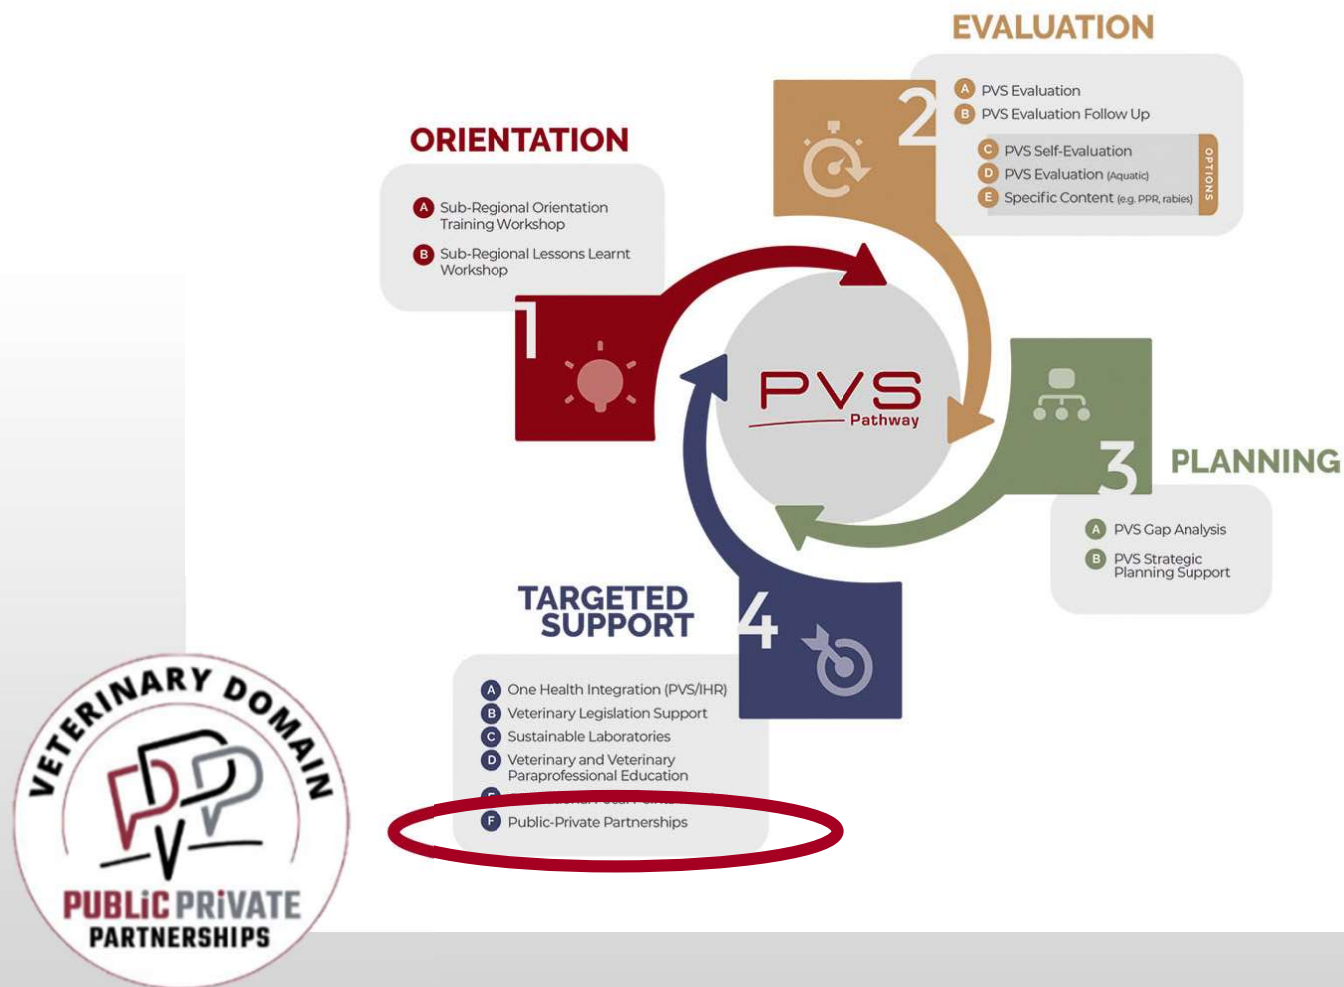 EVALUATION
2
A PVS Evaluation
B PVS Evaluation Follow Up
C PVS Self-Evaluation
D PVS Evaluation (Aquatic)
E Specific Content (e.g. PPR, rabies)
OPTIONS
ORIENTATION
A Sub-Regional Orientation
Training Workshop
B Sub-Regional Lessons Learnt
Workshop
1
PVS
Pathway
3
PLANNING
A PVS Gap Analysis
B PVS Strategic
Planning Support
TARGETED
SUPPORT
4
A One Health Integration (PVS/IHR)
B Veterinary Legislation Support
C Sustainable Laboratories
D Veterinary and Veterinary
Paraprofessional Education
F Public-Private Partnerships
VETERINARY DOMAIN
PPP
V
PUBLiC PRiVATE
PARTNERSHIPS